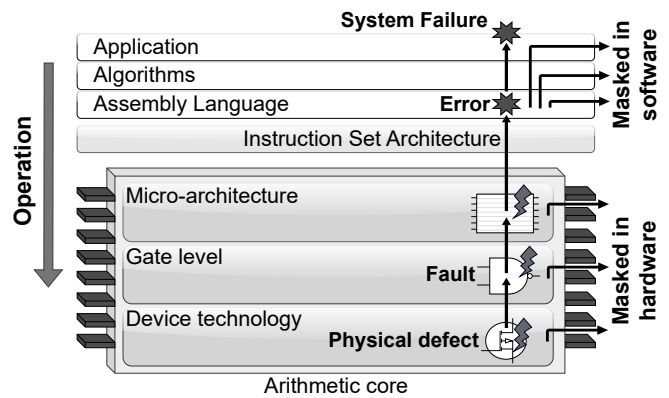 System Failure
Application
Algorithms
Assembly Language
Error
Masked in
software
Instruction Set Architecture
Operation
Micro-architecture
Gate level
Fault
Masked in
hardware
Device technology
Physical defect
Arithmetic core